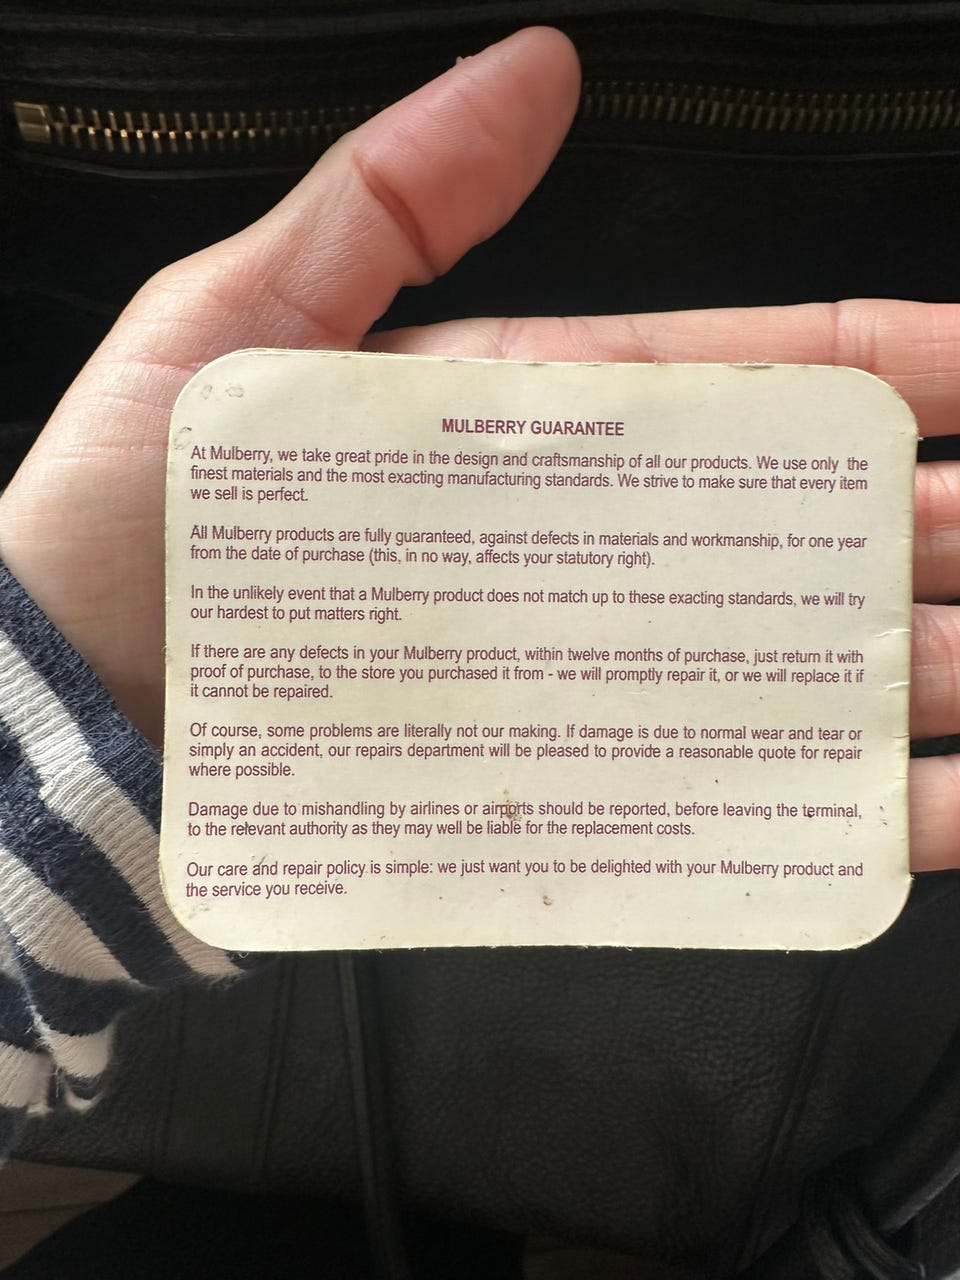 MULBERRY GUARANTEE
At Mulberry, we take great pride in the design and craftsmanship of all our products. We use only the
finest materials and the most exacting manufacturing standards. We strive to make sure that every item
we sell is perfect.
All Mulberry products are fully guaranteed, against defects in materials and workmanship, for one year
from the date of purchase (this, in no way, affects your statutory right).
In the unlikely event that a Mulberry product does not match up to these exacting standards, we will try
our hardest to put matters right.
If there are any defects in your Mulberry product, within twelve months of purchase, just return it with
proof of purchase, to the store you purchased it from - we will promptly repair it, or we will replace it if
it cannot be repaired.
Of course, some problems are literally not our making. If damage is due to normal wear and tear or
simply an accident, our repairs department will be pleased to provide a reasonable quote for repair
where possible.
Damage due to mishandling by airlines or airports should be reported, before leaving the terminal,
to the relevant authority as they may well be liable for the replacement costs.
Our care and repair policy is simple: we just want you to be delighted with your Mulberry product and
the service you receive.